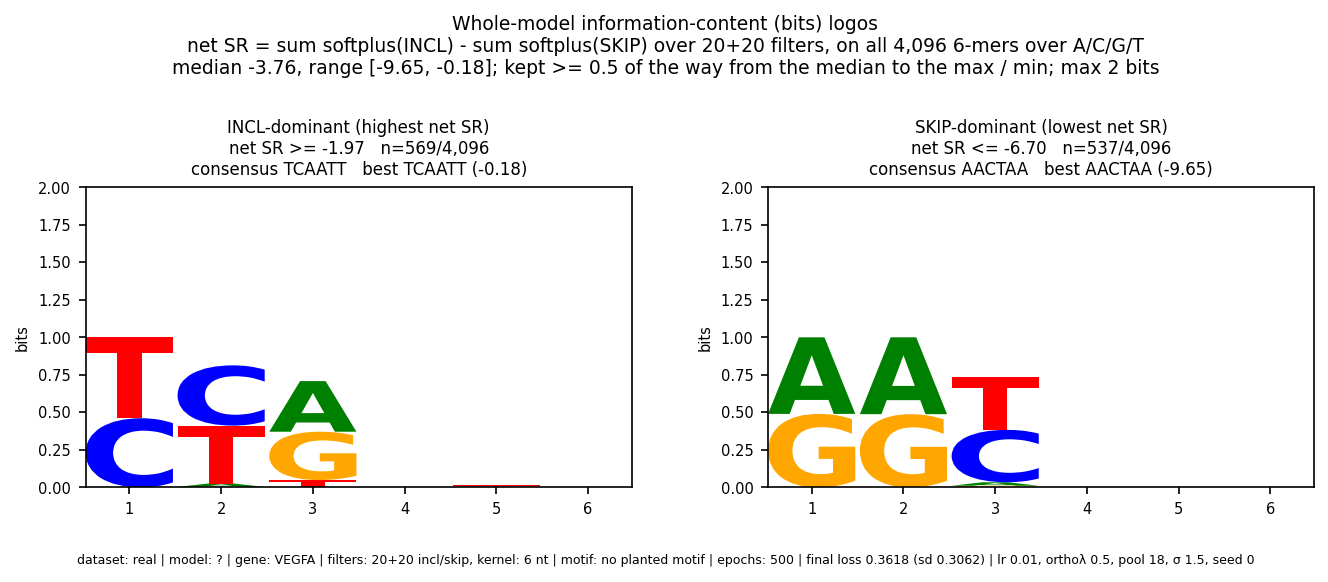 Whole-model information-content (bits) logos
net SR = sum softplus(INCL) - sum softplus(SKIP) over 20+20 filters, on all 4,096 6-mers over A/C/G/T
median -3.76, range [-9.65, -0.18]; kept >= 0.5 of the way from the median to the max / min; max 2 bits
INCL-dominant (highest net SR)
net SR >= -1.97   n=569/4,096
consensus TCAATT   best TCAATT (-0.18)
2.00
1.75
1.50
1.25
1.00
0.75
0.50
0.25
0.00
bits
T
C
C
T
A
G
T
1 2 3 4 5 6
SKIP-dominant (lowest net SR)
net SR <= -6.70   n=537/4,096
consensus AACTAA   best AACTAA (-9.65)
2.00
1.75
1.50
1.25
1.00
0.75
0.50
0.25
0.00
bits
A
G
A
G
T
C
1 2 3 4 5 6
dataset: real | model: ? | gene: VEGFA | filters: 20+20 incl/skip, kernel: 6 nt | motif: no planted motif | epochs: 500 | final loss 0.3618 (sd 0.3062) | lr 0.01, orthoλ 0.5, pool 18, σ 1.5, seed 0